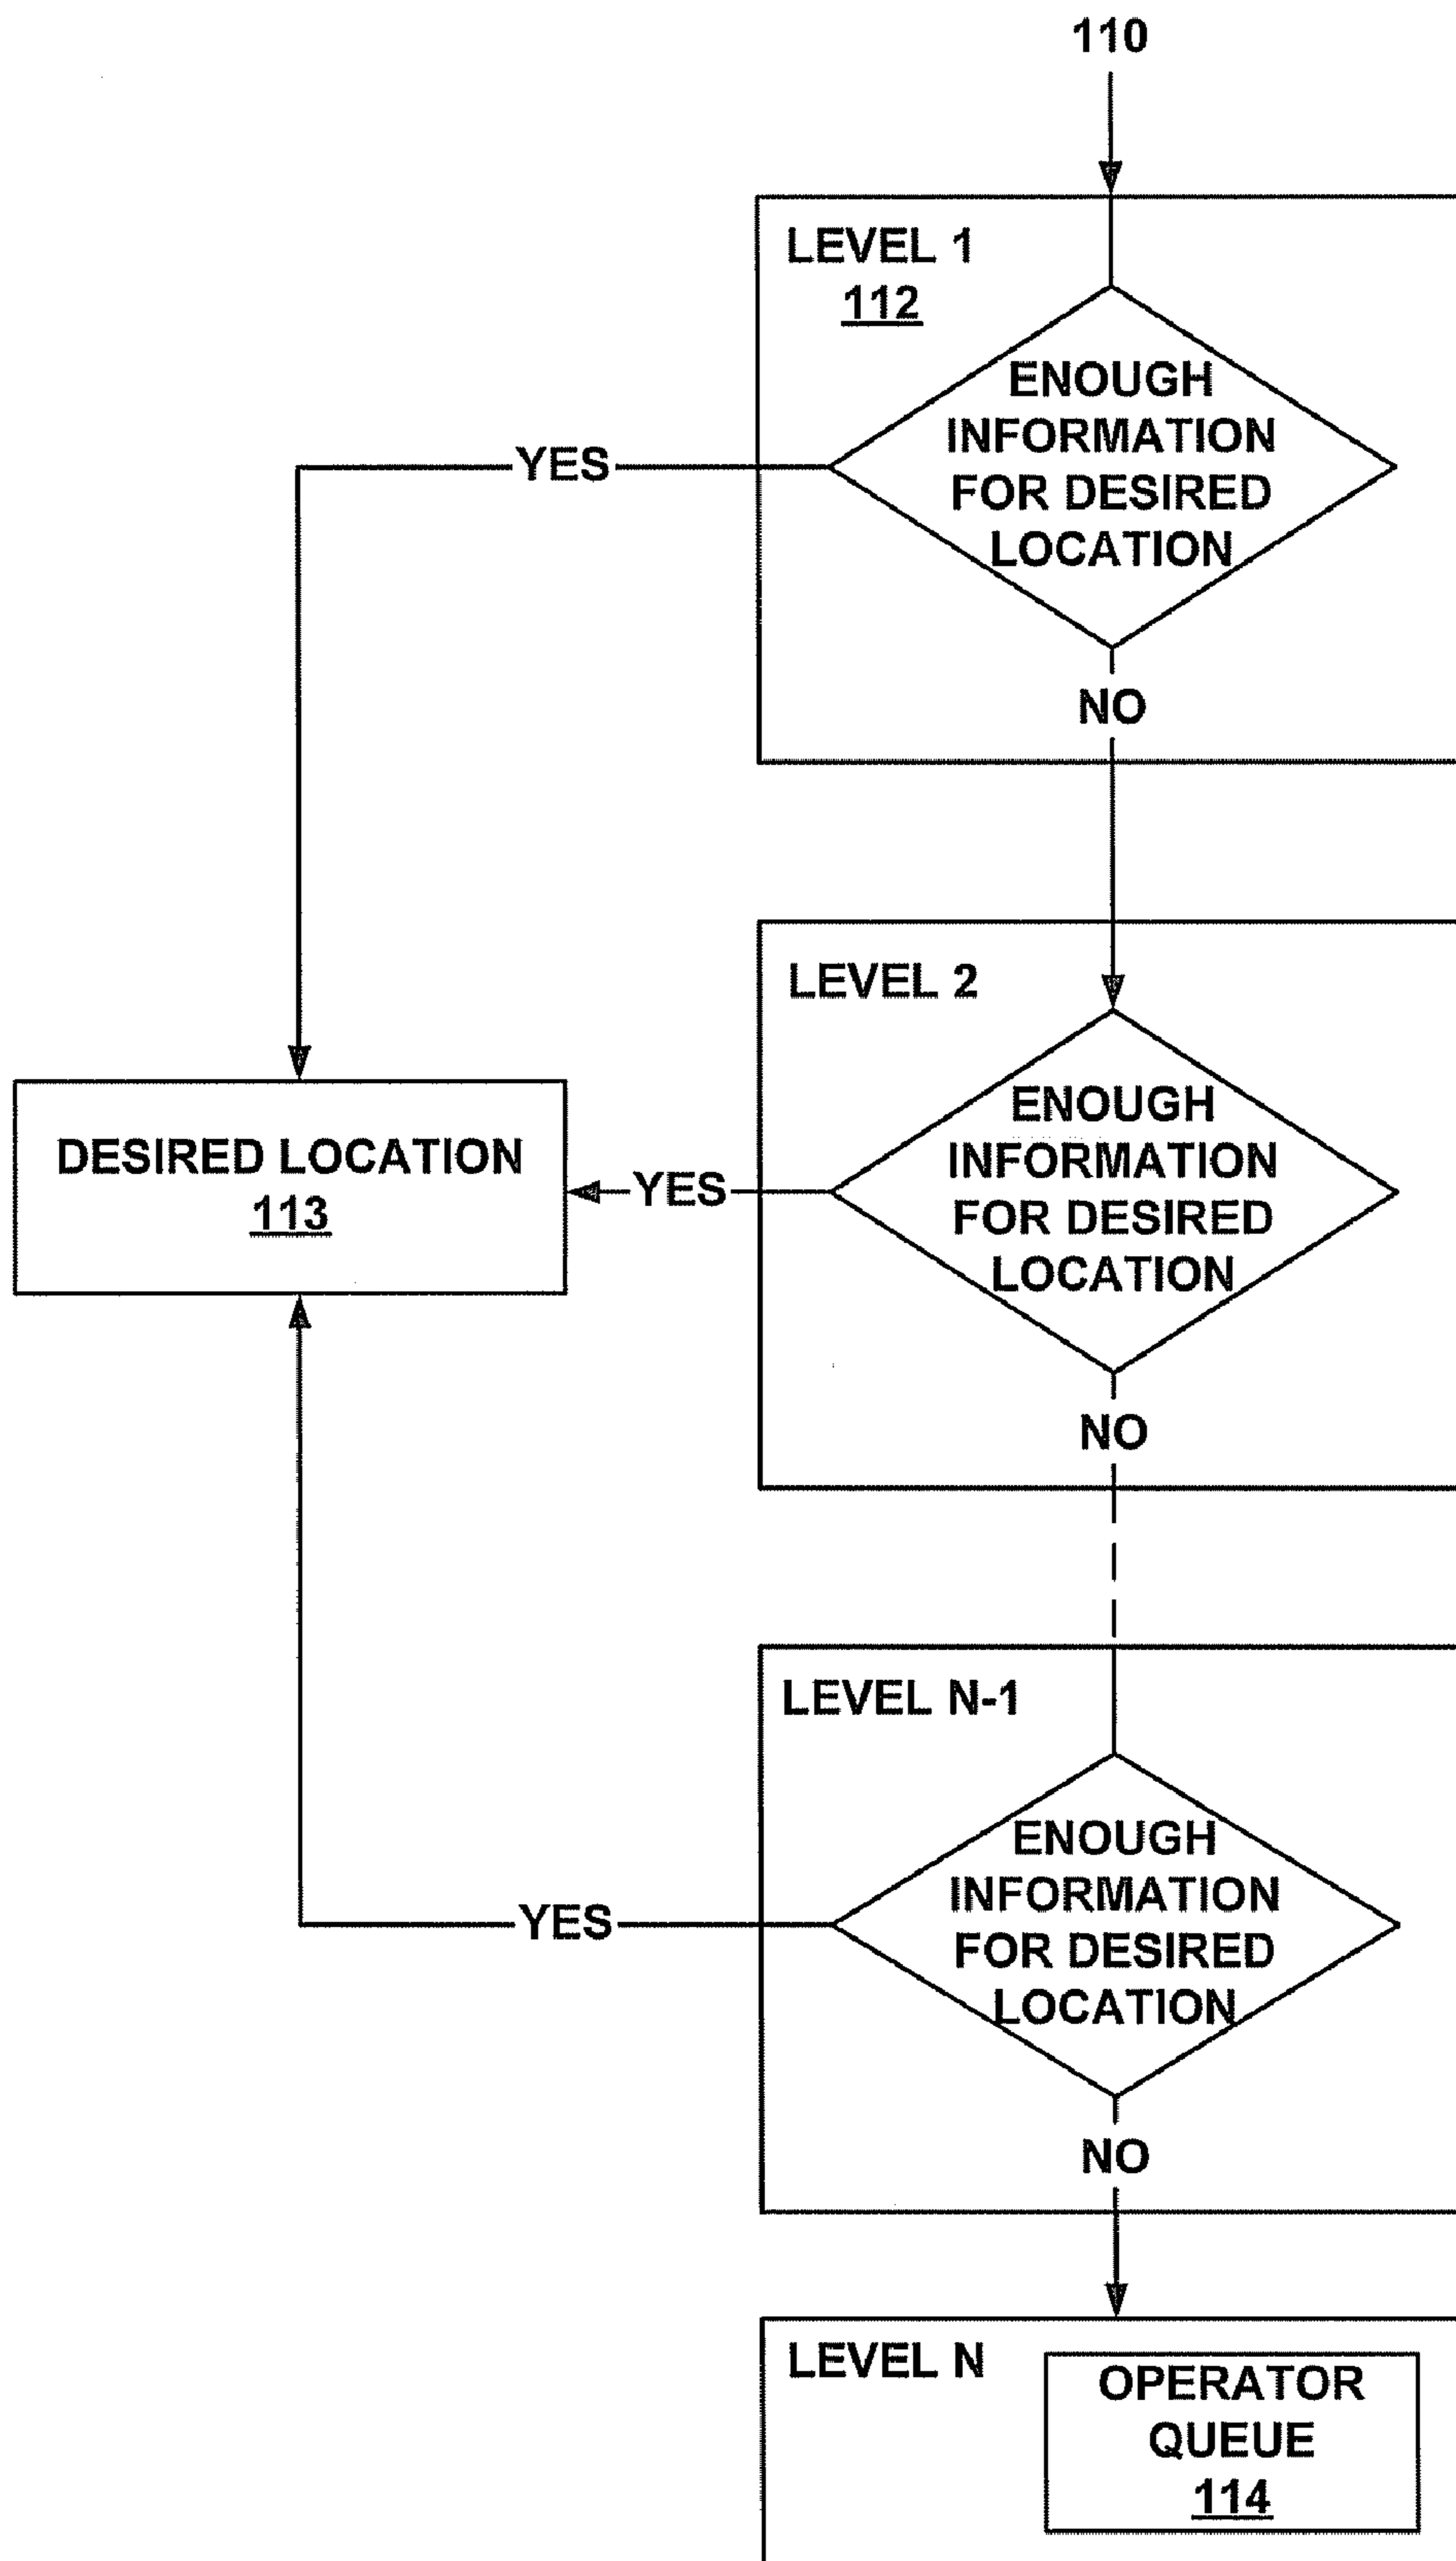 110
LEVEL 1
112
ENOUGH
INFORMATION
FOR DESIRED
LOCATION
YES
NO
LEVEL 2
ENOUGH
INFORMATION
FOR DESIRED
LOCATION
YES
DESIRED LOCATION
113
NO
LEVEL N-1
ENOUGH
INFORMATION
FOR DESIRED
LOCATION
YES
NO
LEVEL N
OPERATOR
QUEUE
114